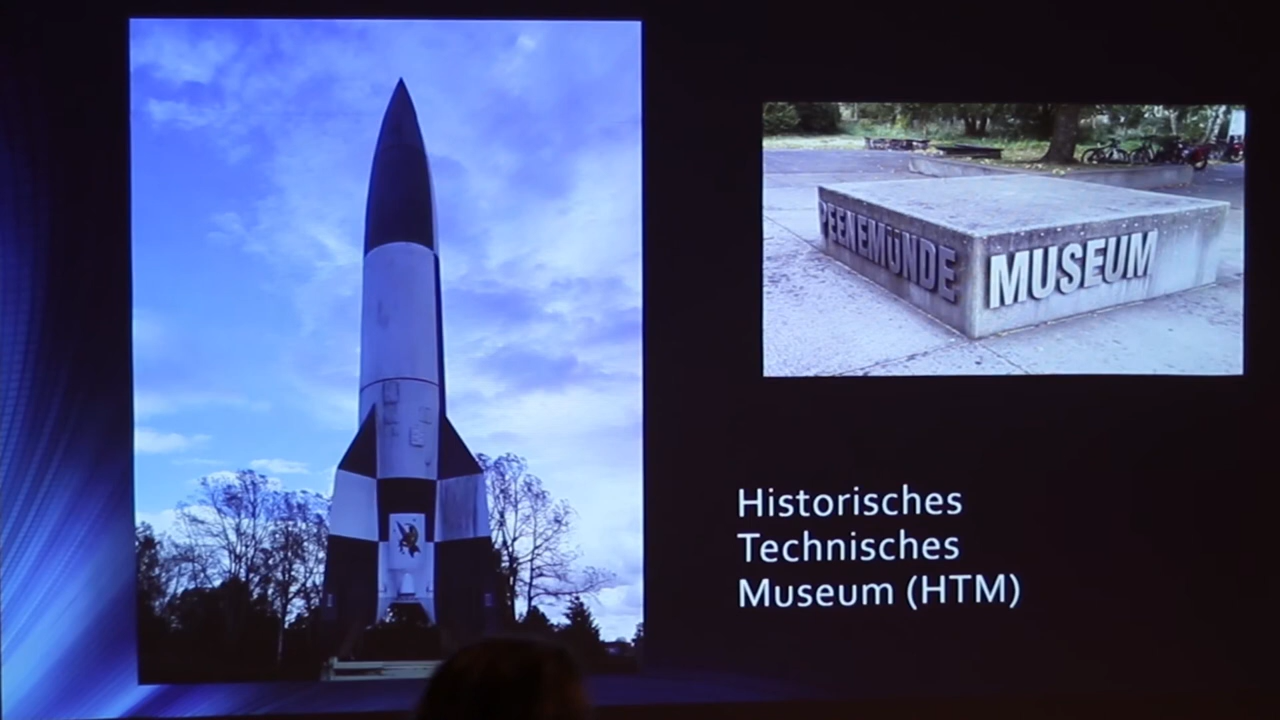 PEENEMÜNDE
MUSEUM
Historisches
Technisches
Museum (HTM)